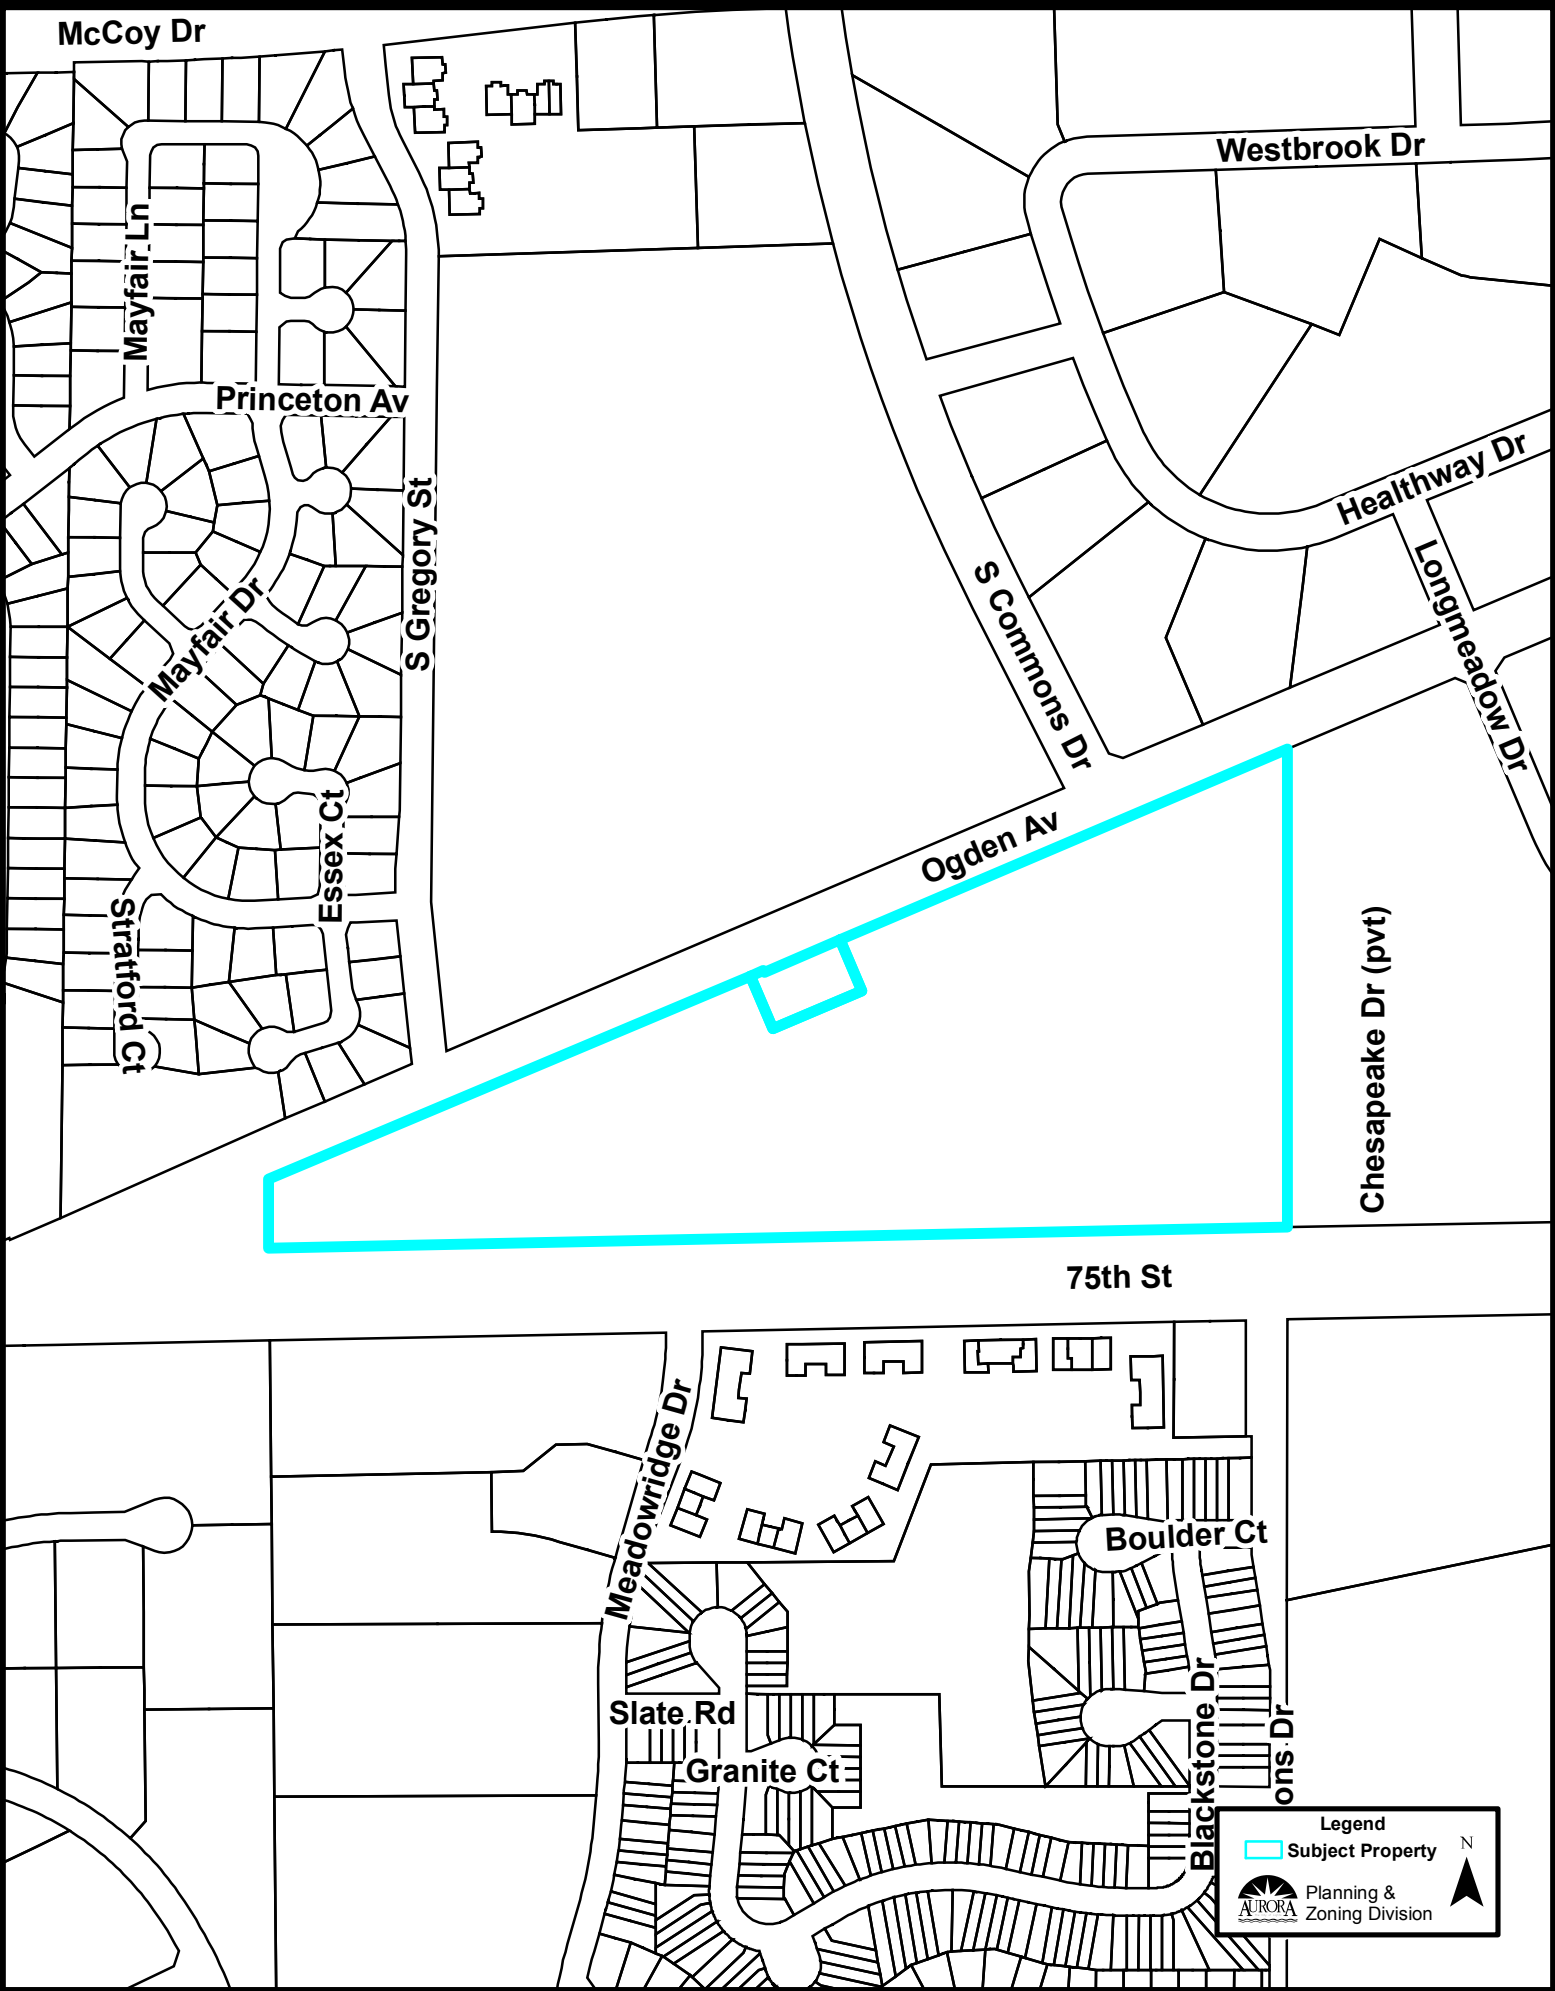 McCoy Dr
Westbrook Dr
Mayfair Ln
Princeton Av
Healthway Dr
S Gregory St
Longmeadow Dr
S Commons Dr
Mayfair Dr
Essex Ct
Ogden Av
Stratford Ct
Chesapeake Dr (pvt)
75th St
Meadowridge Dr
Boulder Ct
Slate Rd
Blackstone Dr
ons Dr
Granite Ct
Legend
Subject Property
N
AURORA
Planning &
Zoning Division